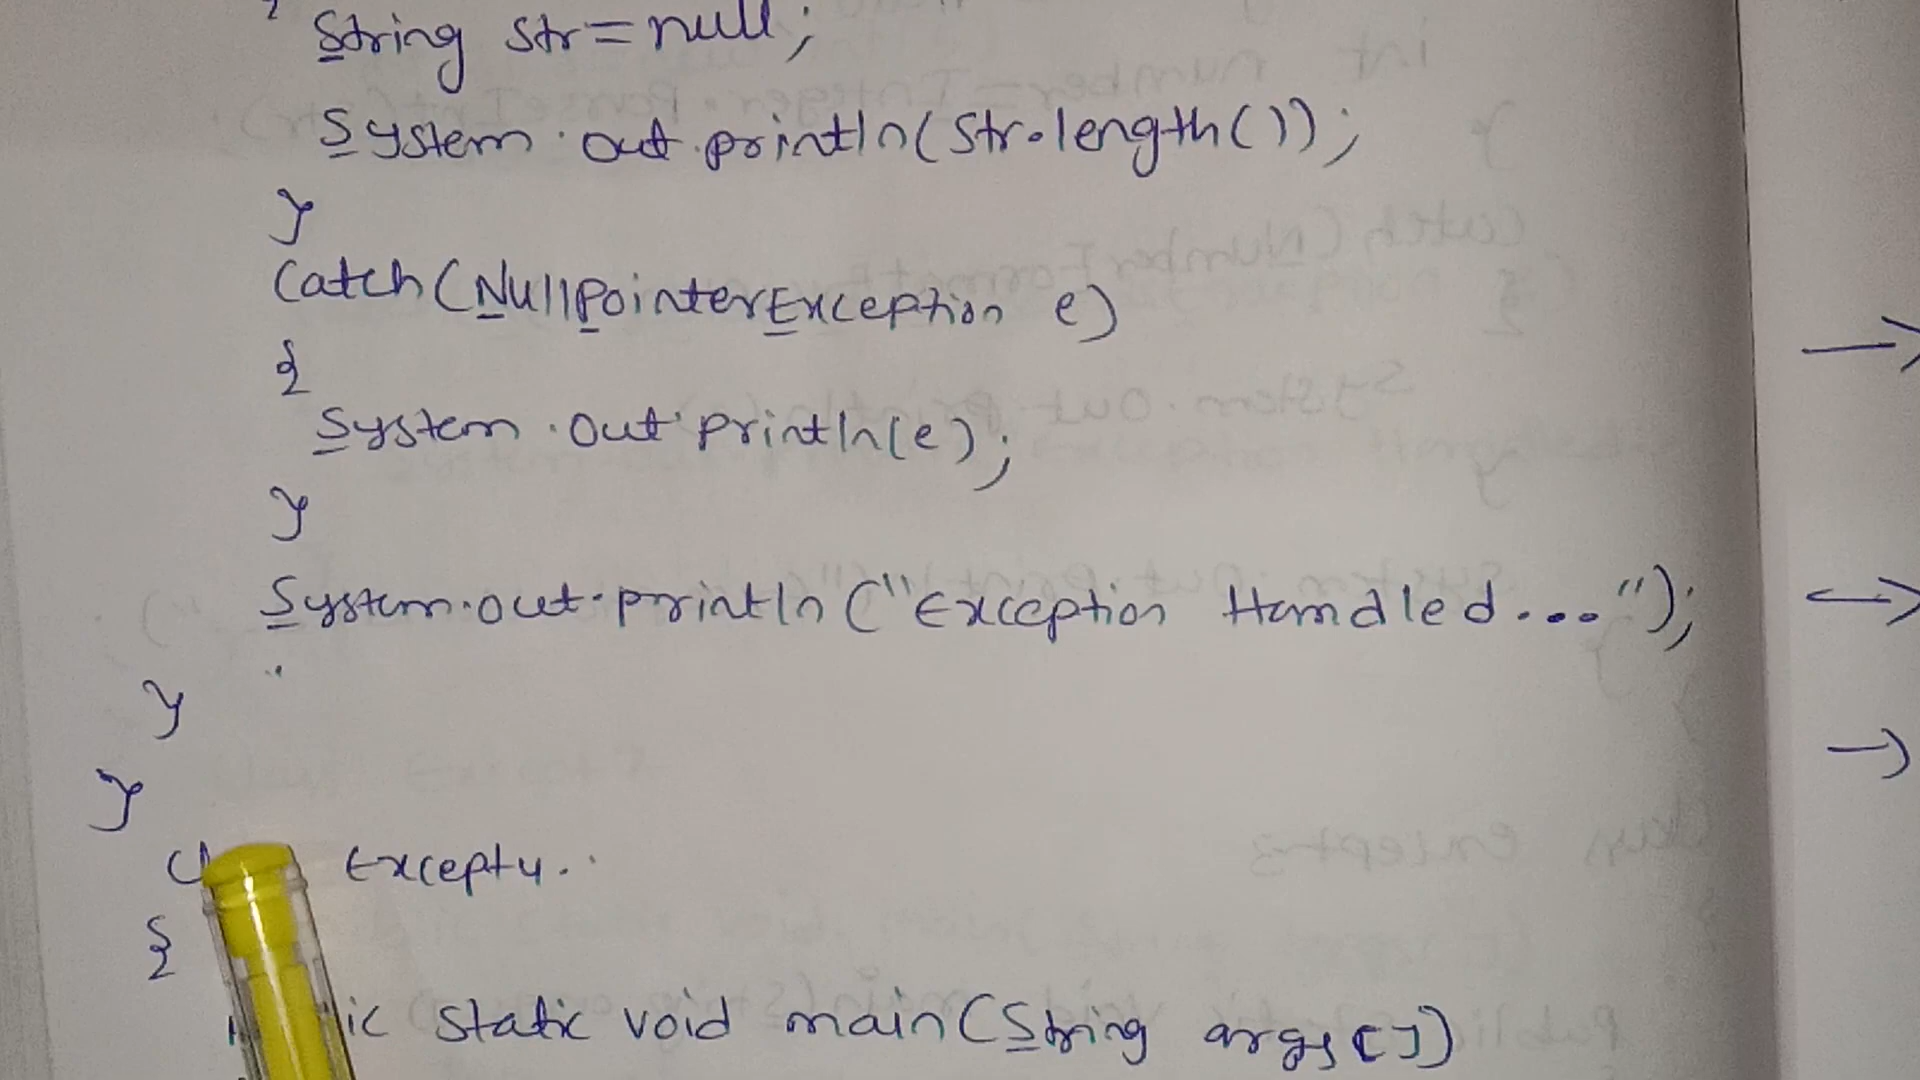 {
String str=null;
System.out.println(str.length());
}
catch(NullPointerException e)
{
System.out.println(e);
}
System.out.println("Exception Handled...");
}
}
Except4
{
static void main(String args[])